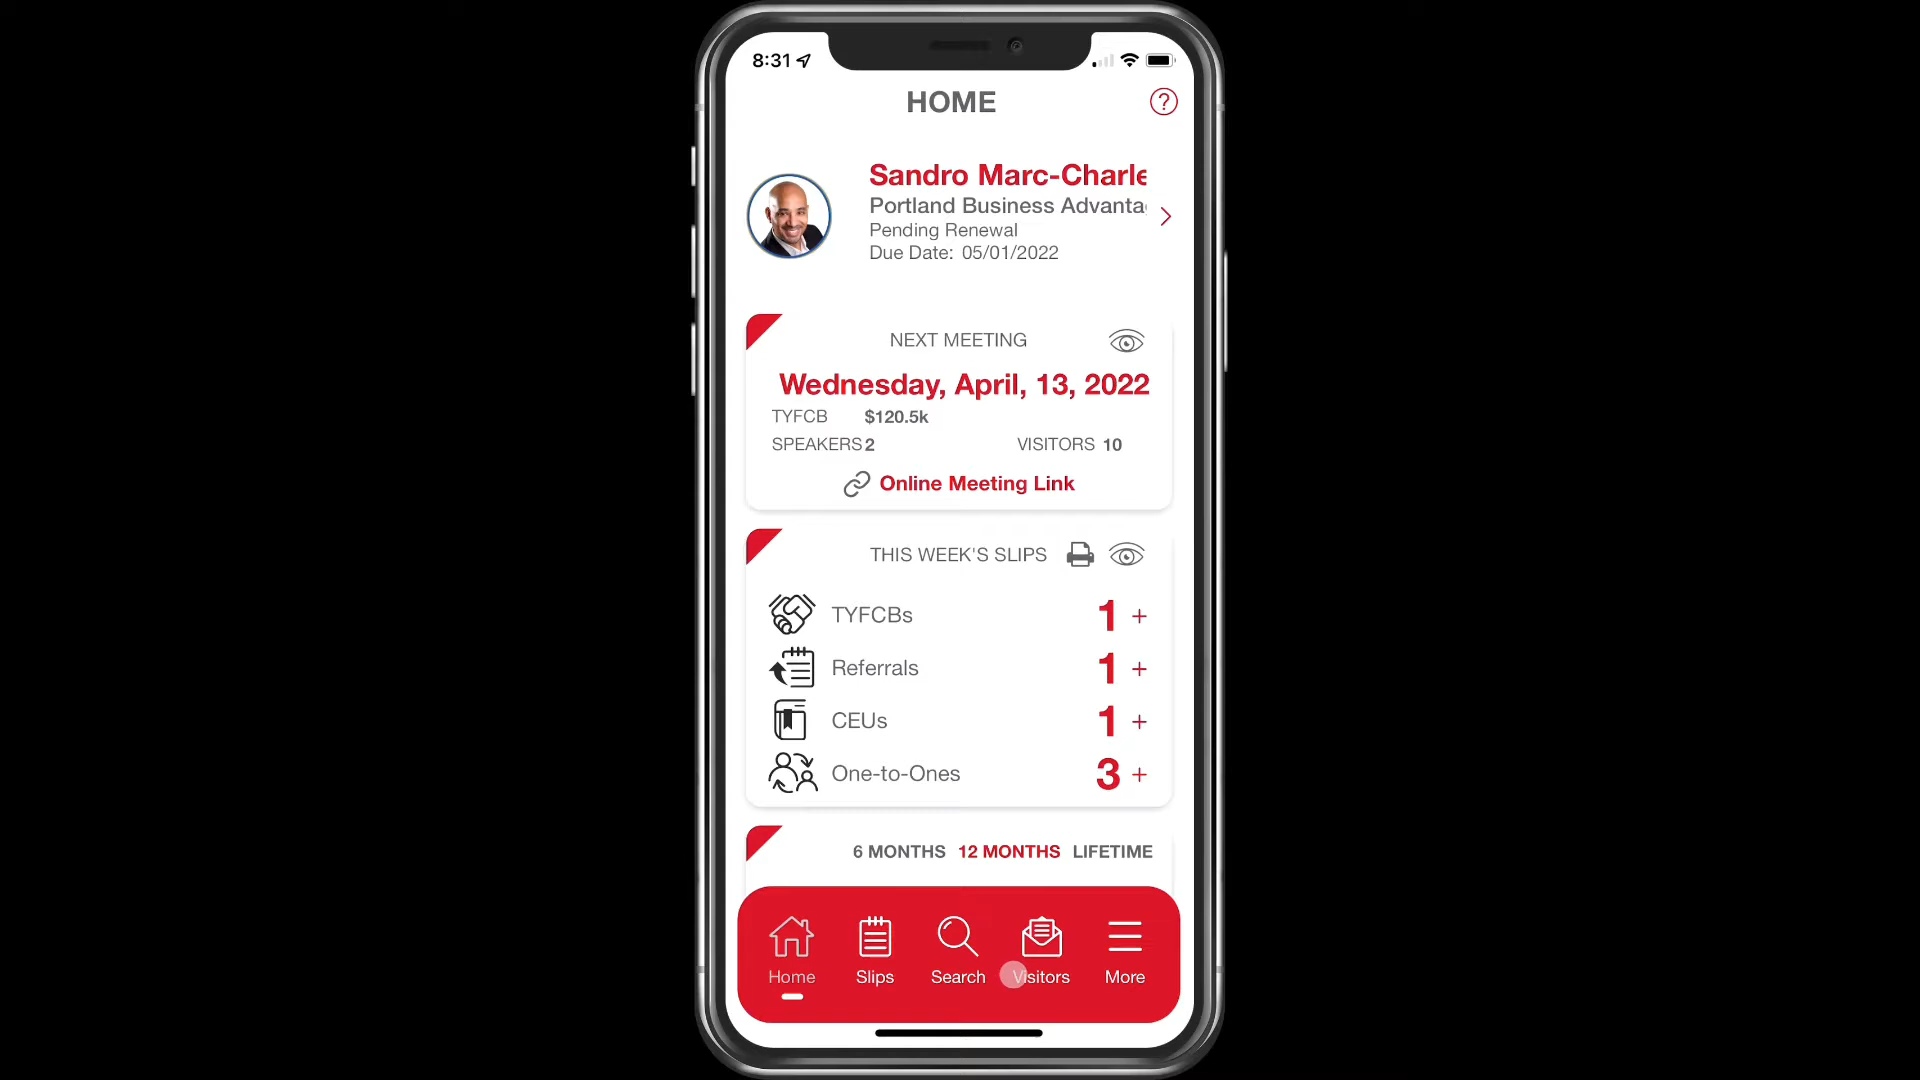 8:31
HOME
?
Sandro Marc-Charle
Portland Business Advanta
Pending Renewal
Due Date: 05/01/2022
NEXT MEETING
Wednesday, April, 13, 2022
TYFCB $120.5k
SPEAKERS 2 VISITORS 10
Online Meeting Link
THIS WEEK'S SLIPS
TYFCBs 1 +
Referrals 1 +
CEUs 1 +
One-to-Ones 3 +
6 MONTHS 12 MONTHS LIFETIME
Home Slips Search Visitors More